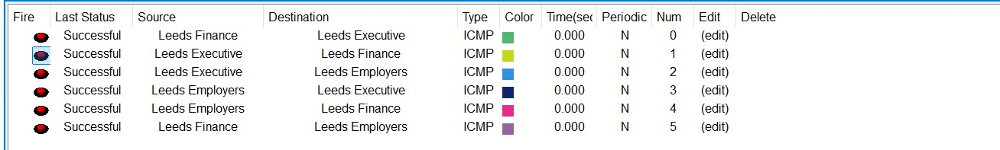 Fire Last Status Source Destination Type Color Time(sec Periodic Num Edit Delete
Successful Leeds Finance Leeds Executive ICMP 0.000 N 0 (edit)
Successful Leeds Executive Leeds Finance ICMP 0.000 N 1 (edit)
Successful Leeds Executive Leeds Employers ICMP 0.000 N 2 (edit)
Successful Leeds Employers Leeds Executive ICMP 0.000 N 3 (edit)
Successful Leeds Employers Leeds Finance ICMP 0.000 N 4 (edit)
Successful Leeds Finance Leeds Employers ICMP 0.000 N 5 (edit)